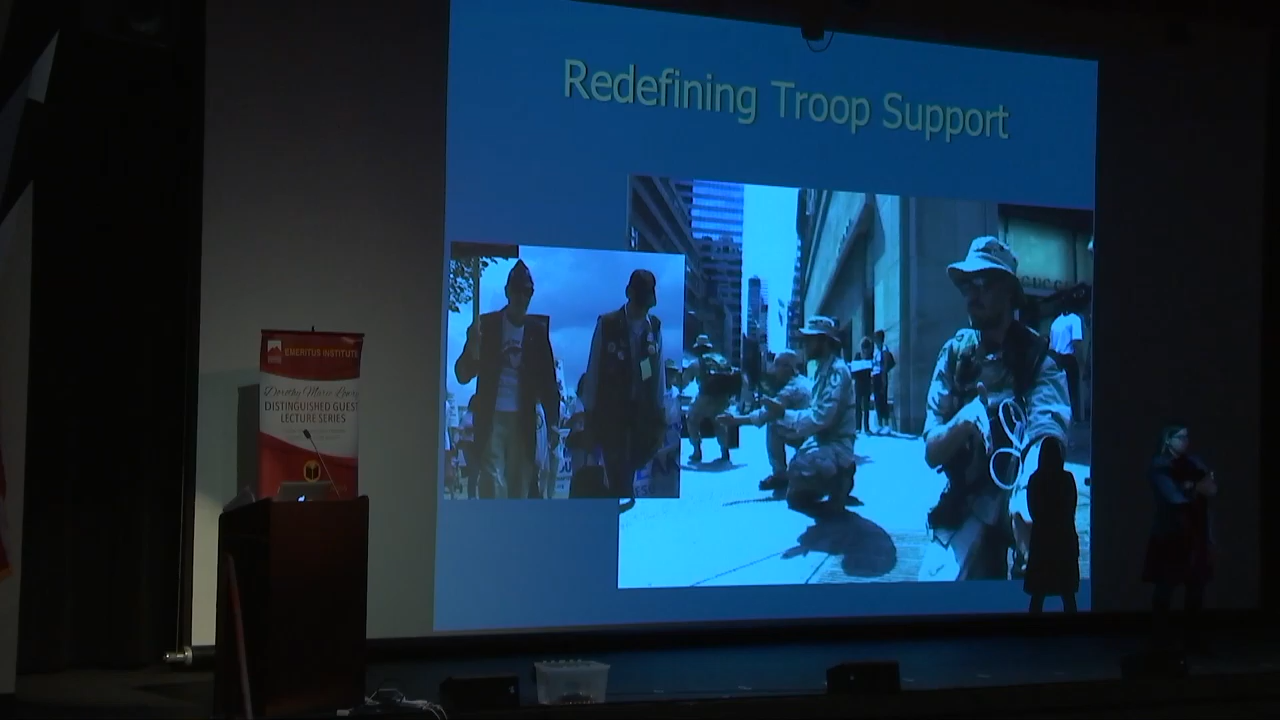 Redefining Troop Support
EMERITUS INSTITUTE
DISTINGUISHED GUEST
LECTURE SERIES